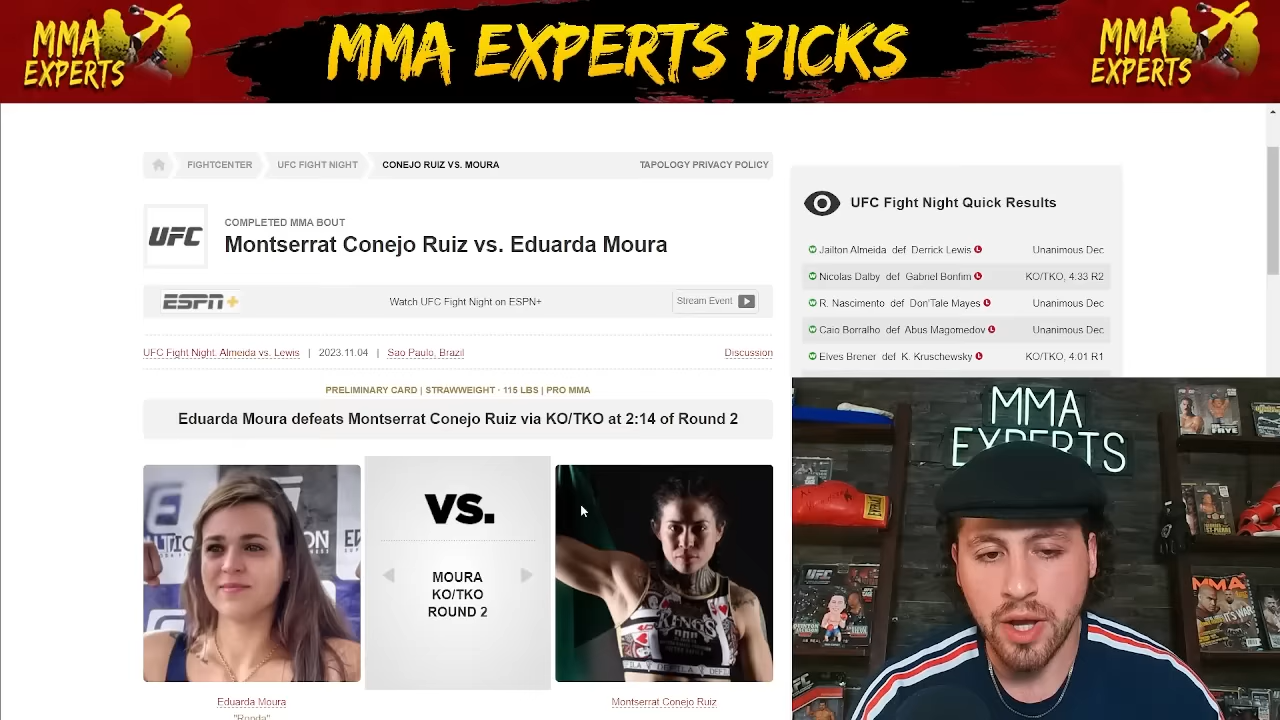 MMA
EXPERTS
MMA EXPERTS PICKS
MMA
EXPERTS
FIGHTCENTER
UFC FIGHT NIGHT
CONEJO RUIZ VS. MOURA
TAPOLOGY PRIVACY POLICY
UFC
COMPLETED MMA BOUT
Montserrat Conejo Ruiz vs. Eduarda Moura
ESPN+
Watch UFC Fight Night on ESPN+
Stream Event
UFC Fight Night: Almeida vs. Lewis | 2023.11.04 | Sao Paulo, Brazil
Discussion
PRELIMINARY CARD | STRAWWEIGHT · 115 LBS | PRO MMA
Eduarda Moura defeats Montserrat Conejo Ruiz via KO/TKO at 2:14 of Round 2
VS.
MOURA
KO/TKO
ROUND 2
KINGS
Eduarda Moura
"Ronda"
Montserrat Conejo Ruiz
UFC Fight Night Quick Results
W Jailton Almeida def Derrick Lewis L Unanimous Dec
W Nicolas Dalby def Gabriel Bonfim L KO/TKO, 4:33 R2
W R. Nascimento def Don'Tale Mayes L Unanimous Dec
W Caio Borralho def Abus Magomedov L Unanimous Dec
W Elves Brener def K. Kruschewsky L KO/TKO, 4:01 R1
MMA
EXPERTS
UFC
MMA